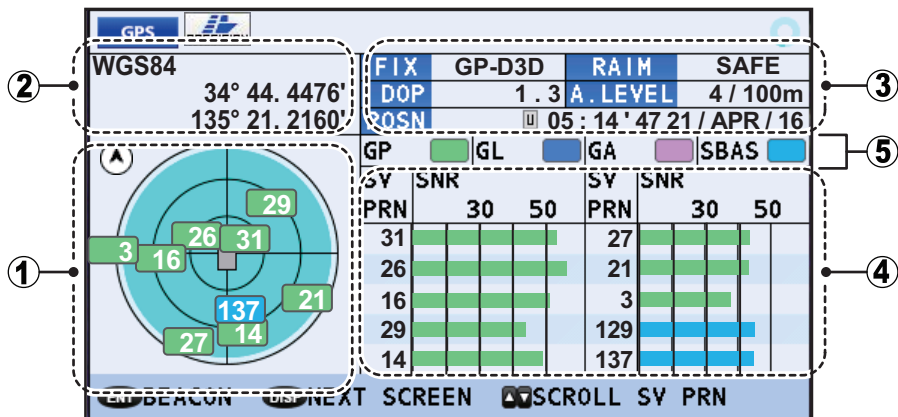 GPS
WGS84
34° 44. 4476'
135° 21. 2160'
FIX GP-D3D RAIM SAFE
DOP 1 . 3 A.LEVEL 4 / 100m
POSN U 05 : 14 ' 47 21 / APR / 16
GP GL GA SBAS
SV SNR SV SNR
PRN 30 50 PRN 30 50
31 27
26 21
16 3
29 129
14 137
29
26 31
3 16
21
137
14
27
ENT BEACON DISP NEXT SCREEN ▲▼SCROLL SV PRN
2
3
5
1
4